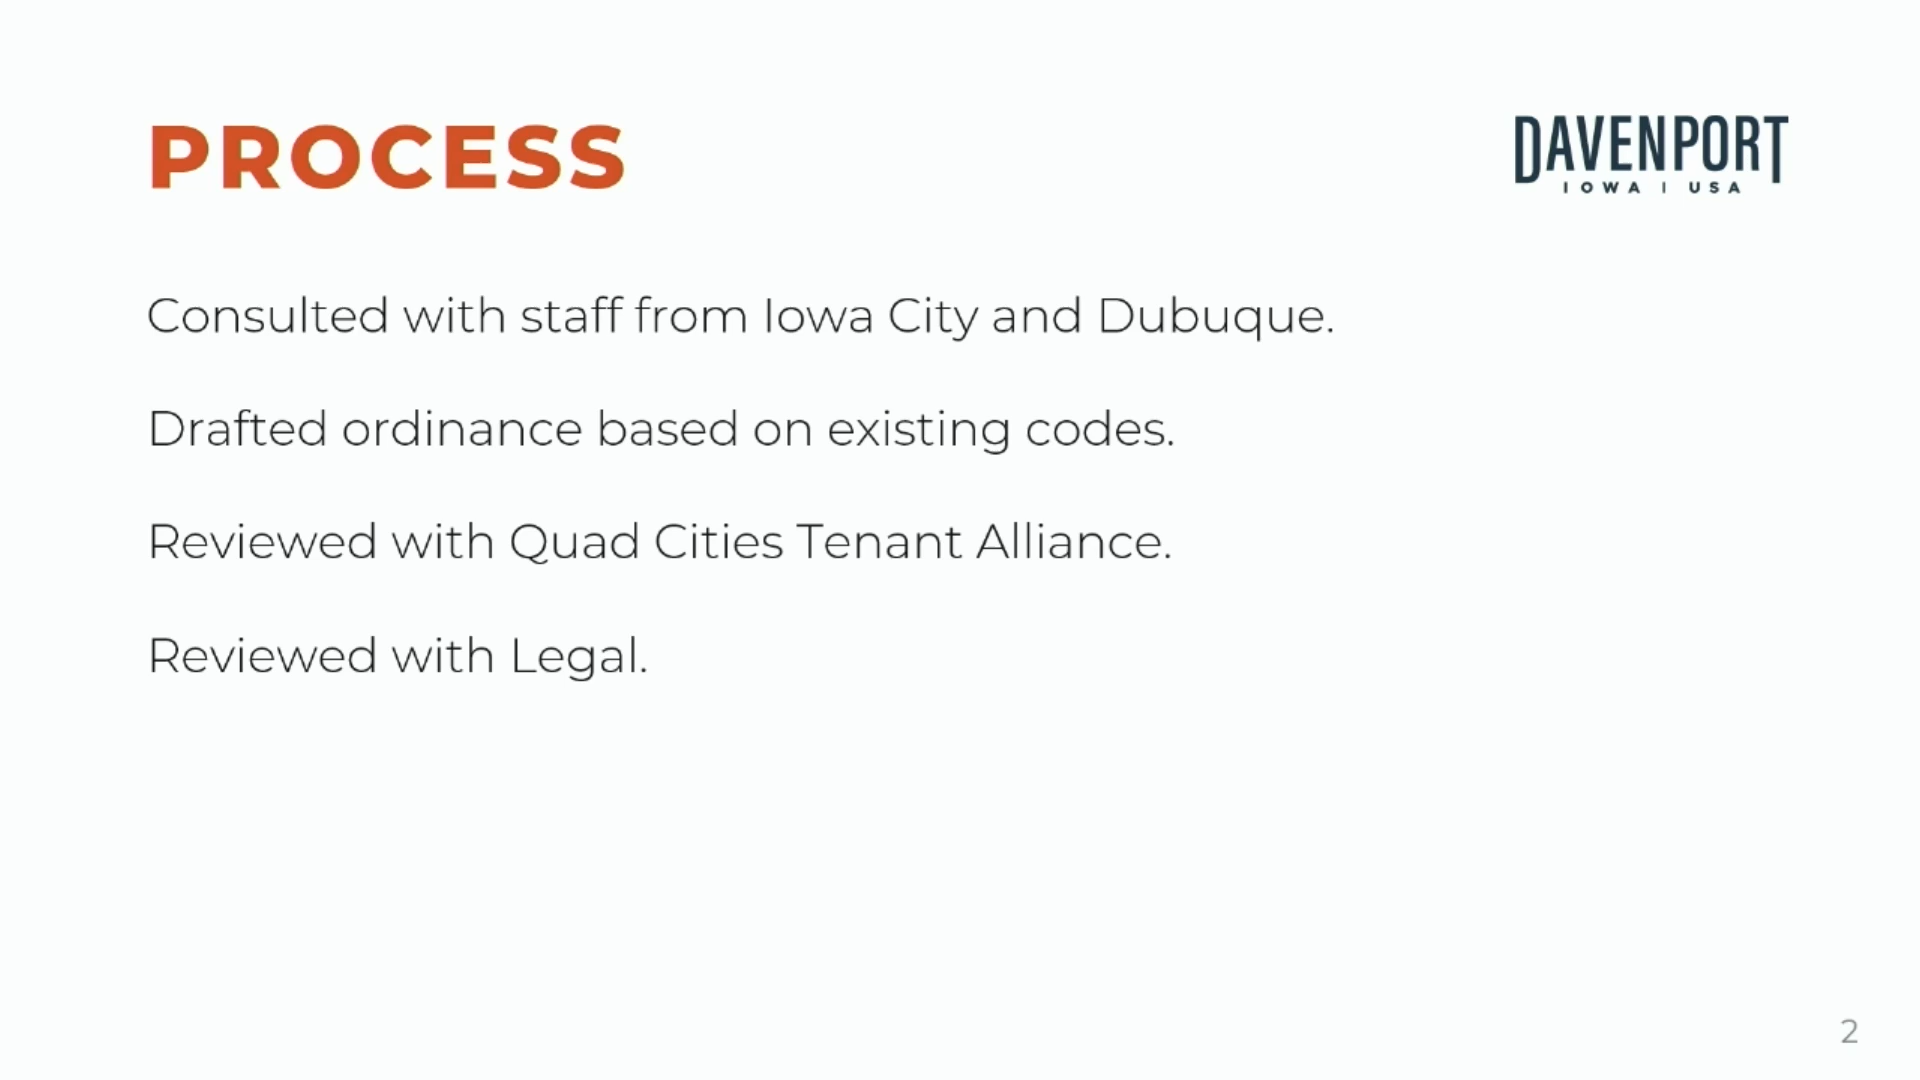 PROCESS
DAVENPORT
IOWA | USA
Consulted with staff from Iowa City and Dubuque.
Drafted ordinance based on existing codes.
Reviewed with Quad Cities Tenant Alliance.
Reviewed with Legal.
2